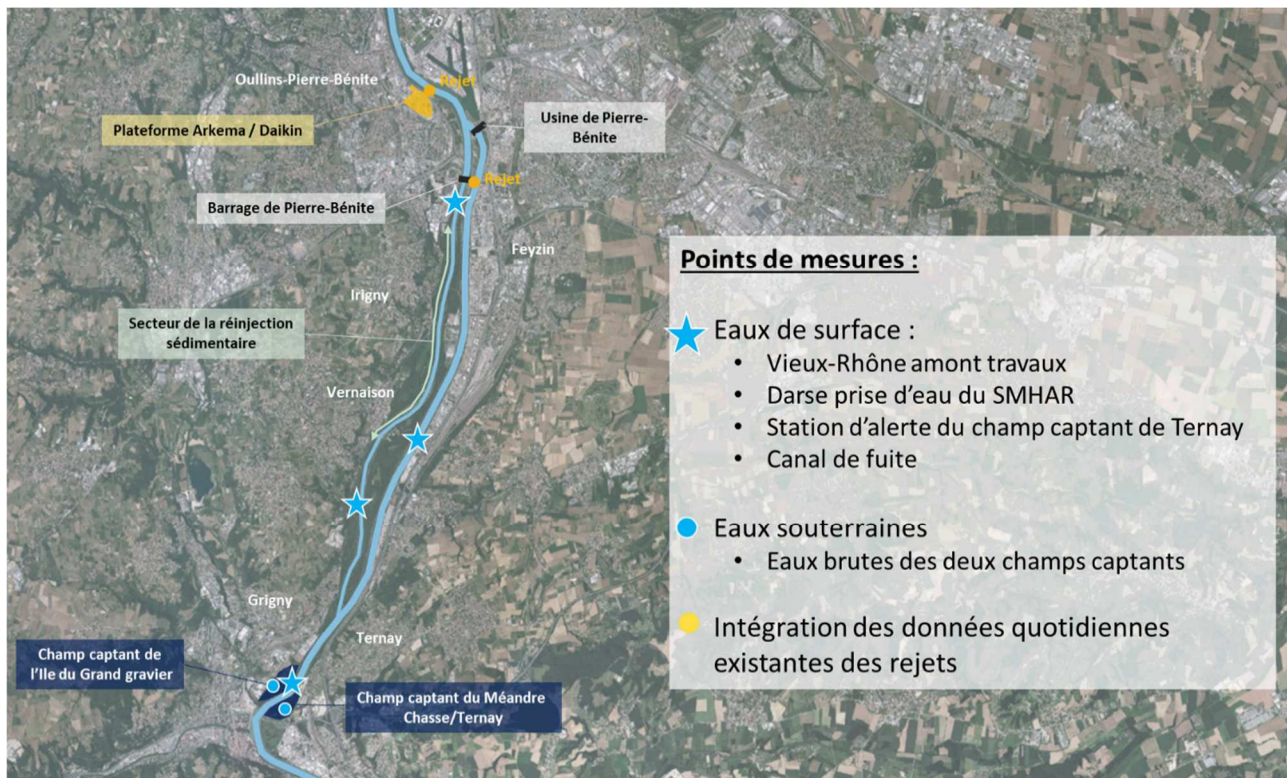 Oullins-Pierre-Bénite
Rejet
Plateforme Arkema / Daikin
Usine de Pierre-
Bénite
Rejet
Barrage de Pierre-Bénite
Feyzin
Irigny
Secteur de la réinjection
sédimentaire
Vernaison
Grigny
Ternay
Champ captant de
l'Ile du Grand gravier
Champ captant du Méandre
Chasse/Ternay
Points de mesures :
Eaux de surface :
• Vieux-Rhône amont travaux
• Darse prise d'eau du SMHAR
• Station d'alerte du champ captant de Ternay
• Canal de fuite
Eaux souterraines
• Eaux brutes des deux champs captants
Intégration des données quotidiennes
existantes des rejets